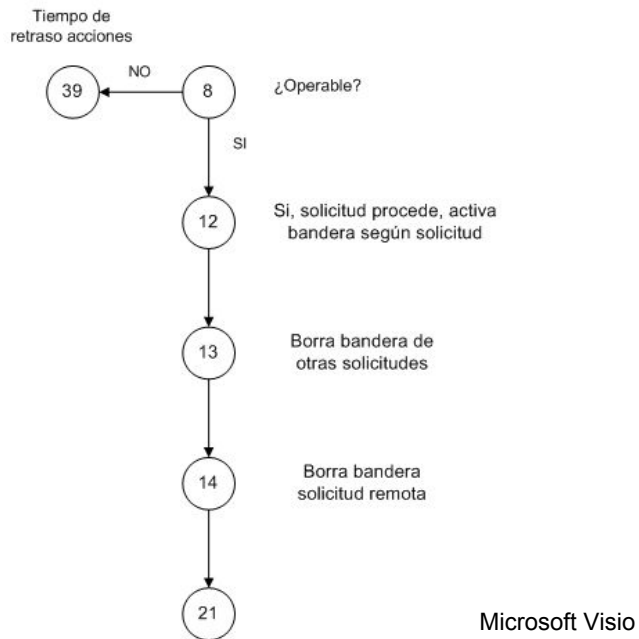 Tiempo de
retraso acciones
39
NO
8
¿Operable?
SI
12
Si, solicitud procede, activa
bandera según solicitud
13
Borra bandera de
otras solicitudes
14
Borra bandera
solicitud remota
21
Microsoft Visio